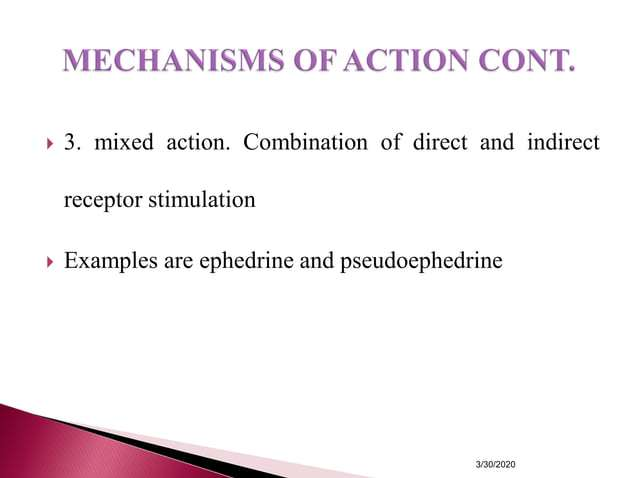 MECHANISMS OF ACTION CONT.
3. mixed action. Combination of direct and indirect
receptor stimulation
Examples are ephedrine and pseudoephedrine
3/30/2020